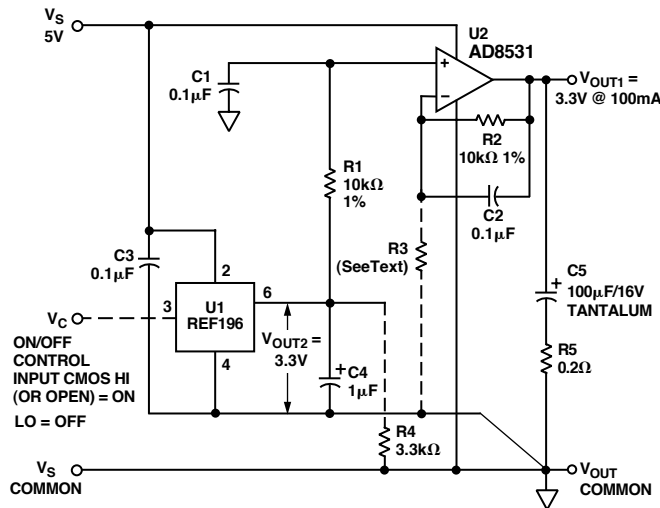 VS
5V
C1
0.1µF
U2
AD8531
+
−
VOUT1 =
3.3V @ 100mA
R2
10kΩ 1%
C2
0.1µF
R1
10kΩ
1%
R3
(SeeText)
C3
0.1µF
2
3
6
4
U1
REF196
VC
ON/OFF
CONTROL
INPUT CMOS HI
(OR OPEN) = ON
LO = OFF
VOUT2 =
3.3V
+
C4
1µF
R4
3.3kΩ
C5
+
100µF/16V
TANTALUM
R5
0.2Ω
VS
COMMON
VOUT
COMMON